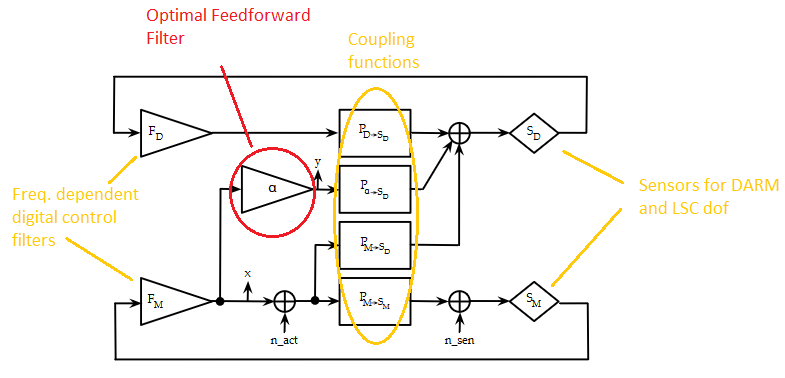 Optimal Feedforward
Filter
Coupling
functions
F_D
P_D→S_D
S_D
y
α
P_α→S_D
Freq. dependent
digital control
filters
Sensors for DARM
and LSC dof
P_M→S_D
x
F_M
P_M→S_M
S_M
n_act
n_sen